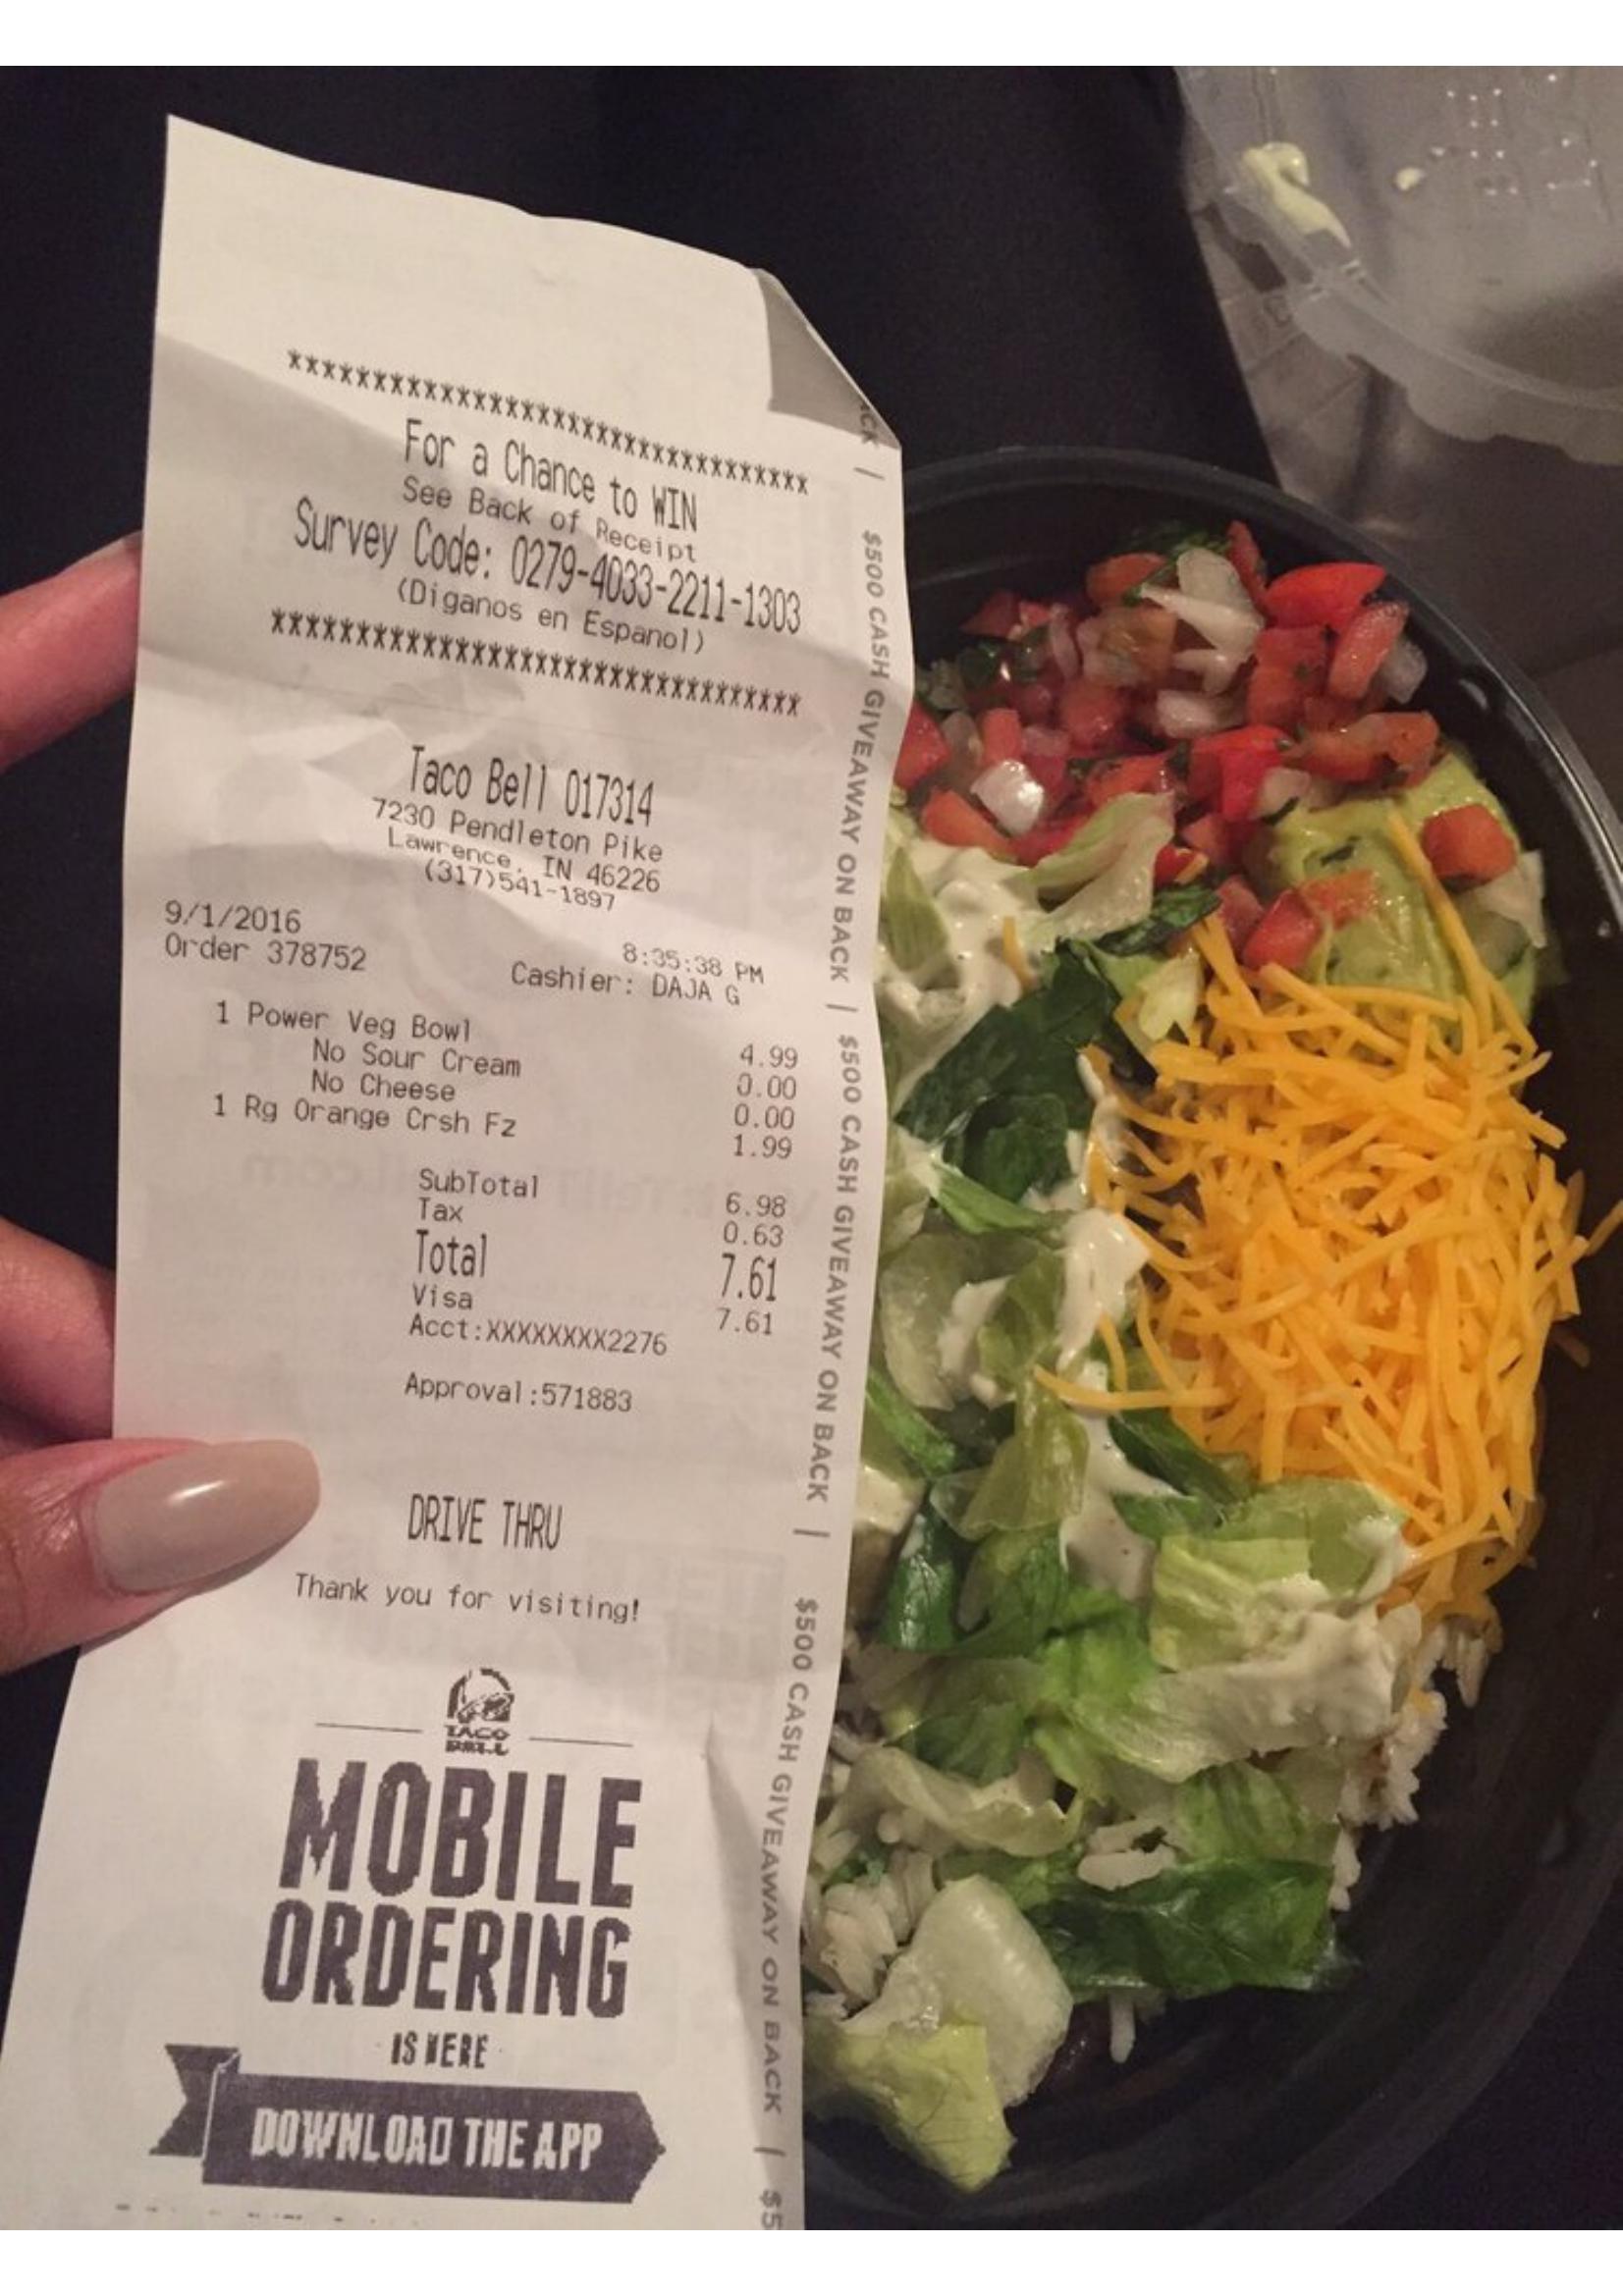 xxxxxxxxxxxxxxxxxxxxxxxxxxxxxxxx
For a Chance to WIN
See Back of Receipt
Survey Code: 0279-4033-2211-1303
(Diganos en Espanol)
xxxxxxxxxxxxxxxxxxxxxxxxxxxxxxxx
Taco Bell 017314
7230 Pendleton Pike
Lawrence, IN 46226
(317)541-1897
9/1/2016 8:35:38 PM
Order 378752 Cashier: DAJA G
1 Power Veg Bowl 4.99
No Sour Cream 0.00
No Cheese 0.00
1 Rg Orange Crsh Fz 1.99
SubTotal 6.98
Tax 0.63
Total 7.61
Visa 7.61
Acct:XXXXXXXX2276
Approval:571883
DRIVE THRU
Thank you for visiting!
TACO
BELL
MOBILE
ORDERING
IS HERE
DOWNLOAD THE APP
CK | $500 CASH GIVEAWAY ON BACK | $500 CASH GIVEAWAY ON BACK | $500 CASH GIVEAWAY ON BACK | $5